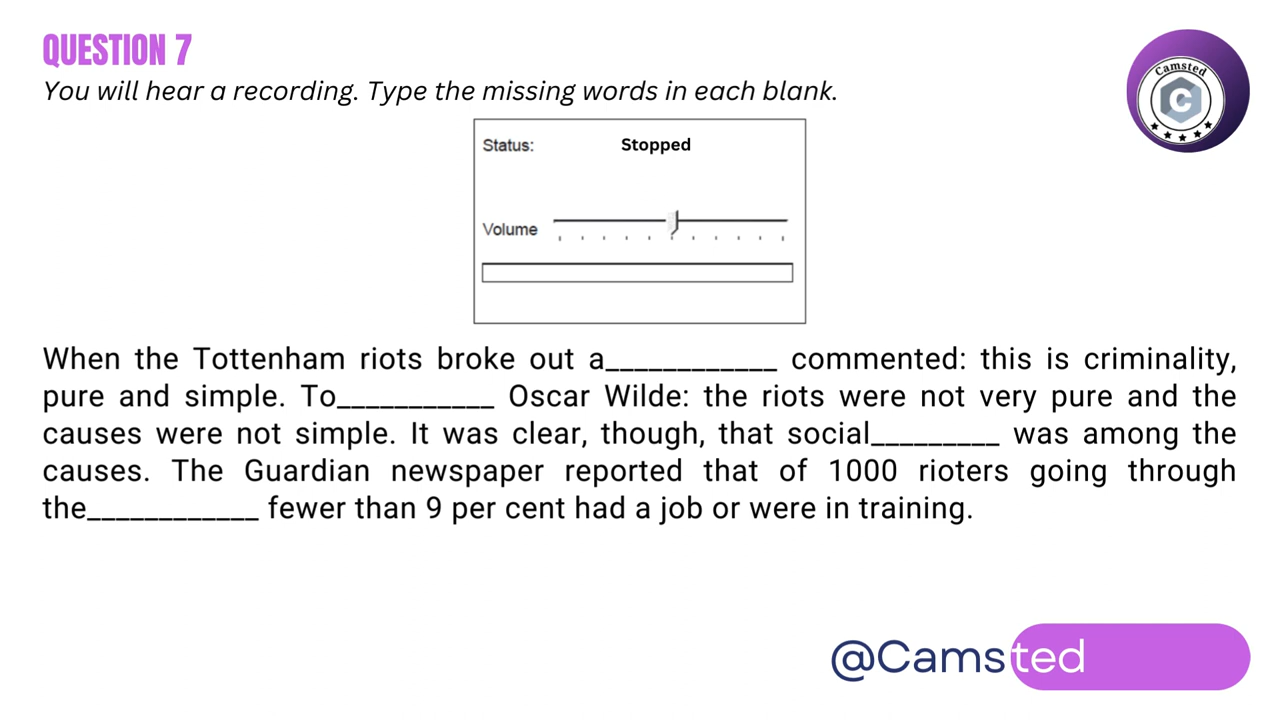 QUESTION 7
You will hear a recording. Type the missing words in each blank.
Camsted
C
Status: Stopped
Volume
When the Tottenham riots broke out a____________ commented: this is criminality,
pure and simple. To___________ Oscar Wilde: the riots were not very pure and the
causes were not simple. It was clear, though, that social_________ was among the
causes. The Guardian newspaper reported that of 1000 rioters going through
the____________ fewer than 9 per cent had a job or were in training.
@Camsted